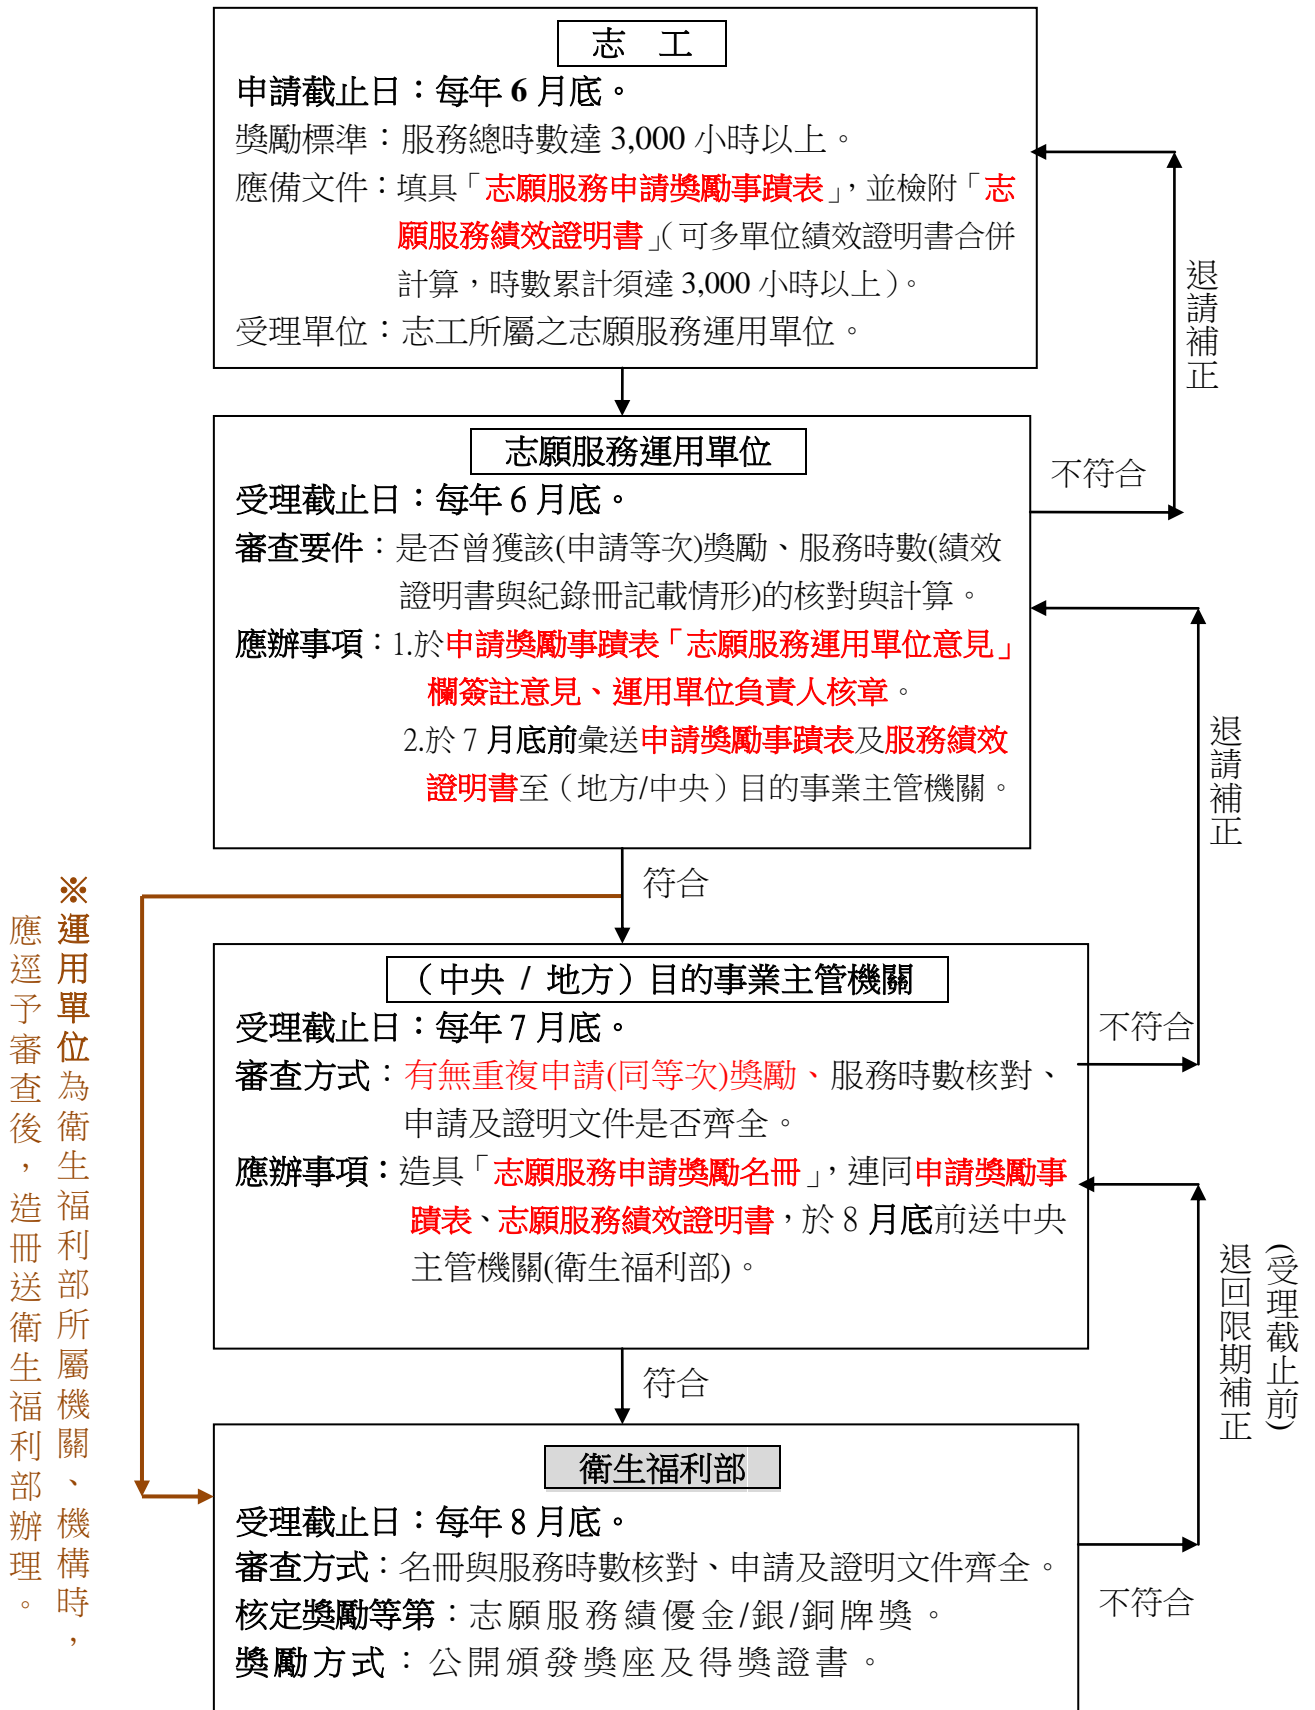 志　工
申請截止日：每年 6 月底。
獎勵標準：服務總時數達 3,000 小時以上。
應備文件：填具「志願服務申請獎勵事蹟表」，並檢附「志
願服務績效證明書」（可多單位績效證明書合併
計算，時數累計須達 3,000 小時以上）。
受理單位：志工所屬之志願服務運用單位。
退請補正
志願服務運用單位
受理截止日：每年 6 月底。
審查要件：是否曾獲該(申請等次)獎勵、服務時數(績效
證明書與紀錄冊記載情形)的核對與計算。
應辦事項：1.於申請獎勵事蹟表「志願服務運用單位意見」
欄簽註意見、運用單位負責人核章。
2.於 7 月底前彙送申請獎勵事蹟表及服務績效
證明書至（地方/中央）目的事業主管機關。
不符合
退請補正
符合
※運用單位為衛生福利部所屬機關、機構時，
應逕予審查後，造冊送衛生福利部辦理。
（中央 / 地方）目的事業主管機關
受理截止日：每年 7 月底。
審查方式：有無重複申請(同等次)獎勵、服務時數核對、
申請及證明文件是否齊全。
應辦事項：造具「志願服務申請獎勵名冊」，連同申請獎勵事
蹟表、志願服務績效證明書，於 8 月底前送中央
主管機關(衛生福利部)。
不符合
(受理截止前)
退回限期補正
符合
衛生福利部
受理截止日：每年 8 月底。
審查方式：名冊與服務時數核對、申請及證明文件齊全。
核定獎勵等第：志願服務績優金/銀/銅牌獎。
獎勵方式：公開頒發獎座及得獎證書。
不符合